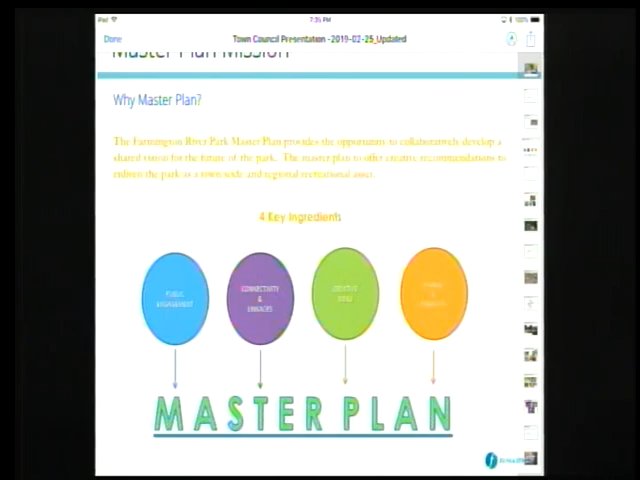 iPad
7:35 PM
100%
Done
Town Council Presentation -2019-02-25_Updated
Master Plan Mission
Why Master Plan?
The Farmington River Park Master Plan provides the opportunity to collaboratively develop a
shared vision for the future of the park. The master plan to offer creative recommendations to
enliven the park as a town wide and regional recreational asset.
4 Key Ingredients
PUBLIC
ENGAGEMENT
CONNECTIVITY
&
LINKAGES
MASTER PLAN